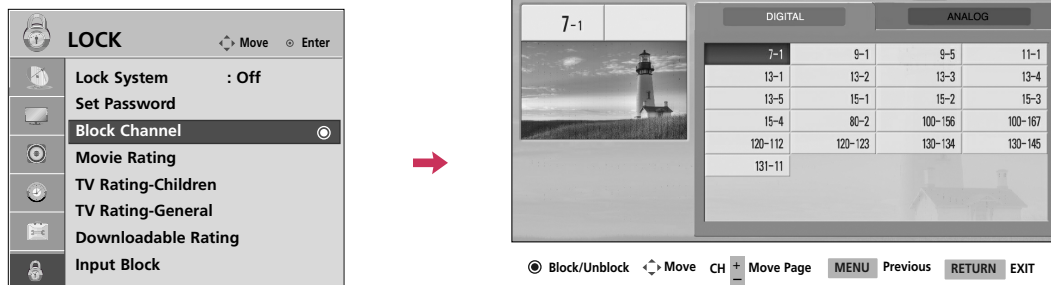 LOCK
Move Enter
Lock System : Off
Set Password
Block Channel
Movie Rating
TV Rating-Children
TV Rating-General
Downloadable Rating
Input Block
7-1
DIGITAL ANALOG
7-1 9-1 9-5 11-1
13-1 13-2 13-3 13-4
13-5 15-1 15-2 15-3
15-4 80-2 100-156 100-167
120-112 120-123 130-134 130-145
131-11
Block/Unblock Move CH + - Move Page MENU Previous RETURN EXIT